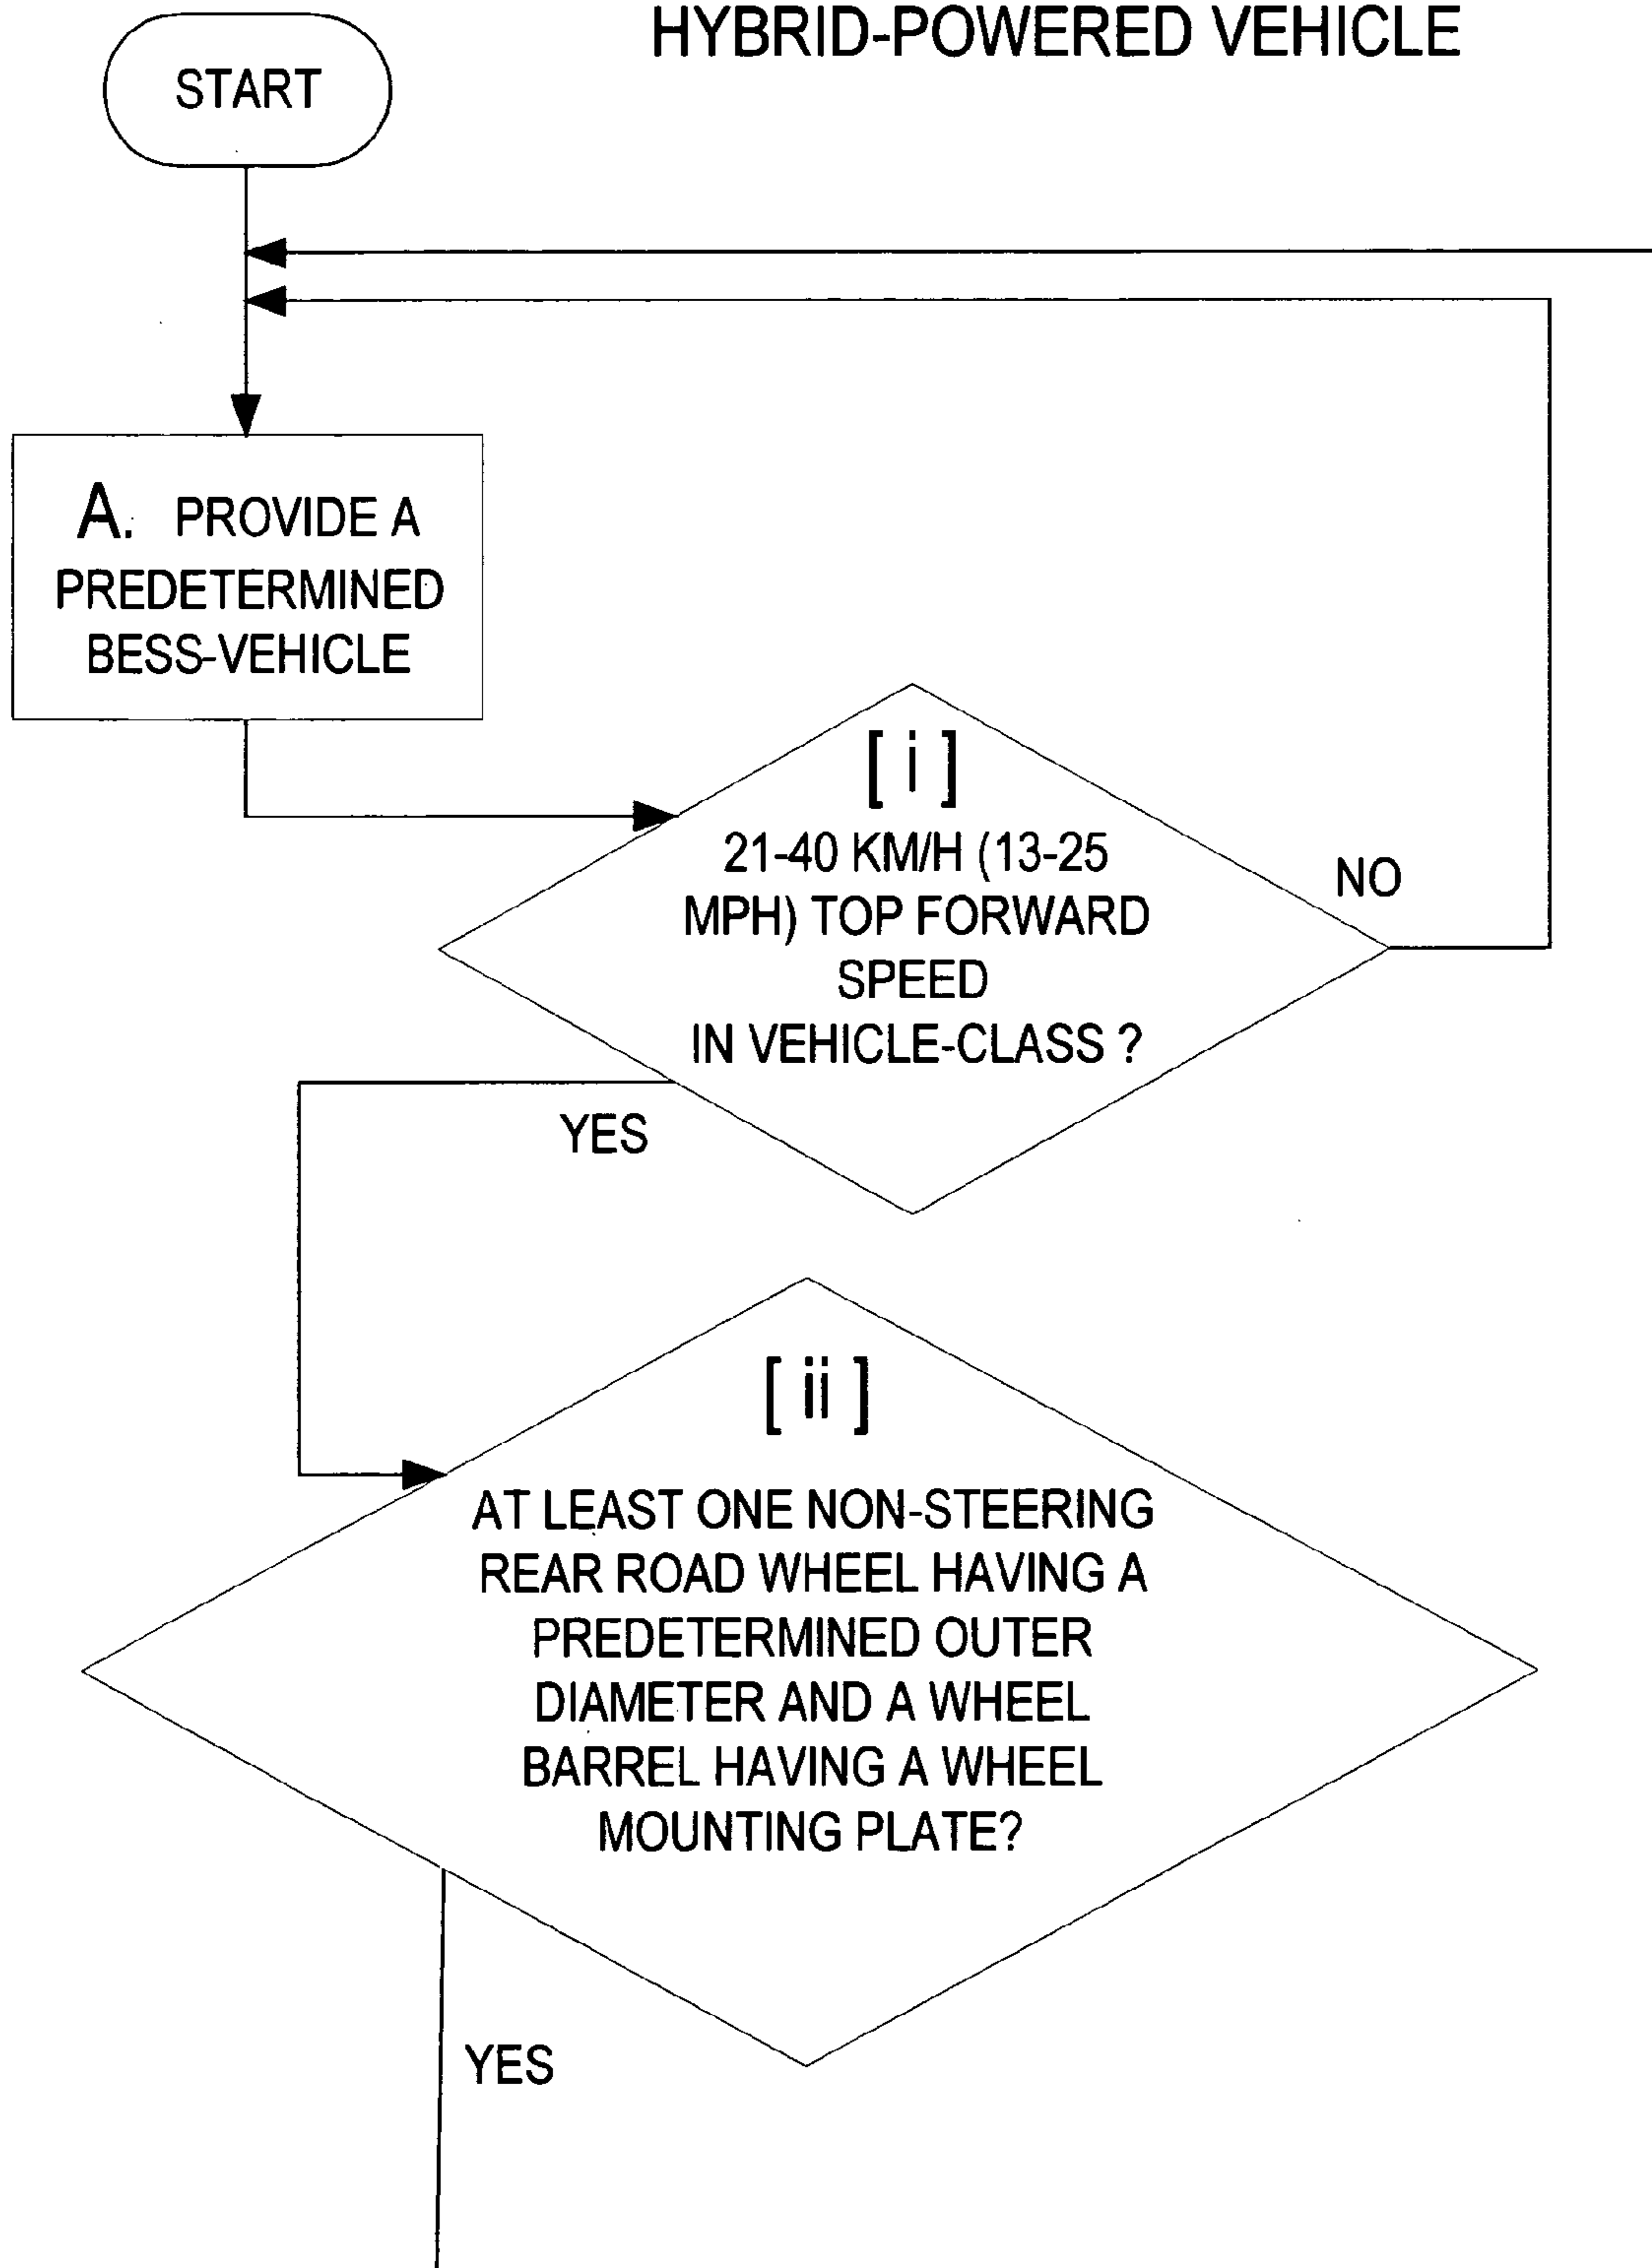 HYBRID-POWERED VEHICLE
START
A. PROVIDE A
PREDETERMINED
BESS-VEHICLE
[ i ]
21-40 KM/H (13-25
MPH) TOP FORWARD
SPEED
IN VEHICLE-CLASS ?
NO
YES
[ ii ]
AT LEAST ONE NON-STEERING
REAR ROAD WHEEL HAVING A
PREDETERMINED OUTER
DIAMETER AND A WHEEL
BARREL HAVING A WHEEL
MOUNTING PLATE?
YES